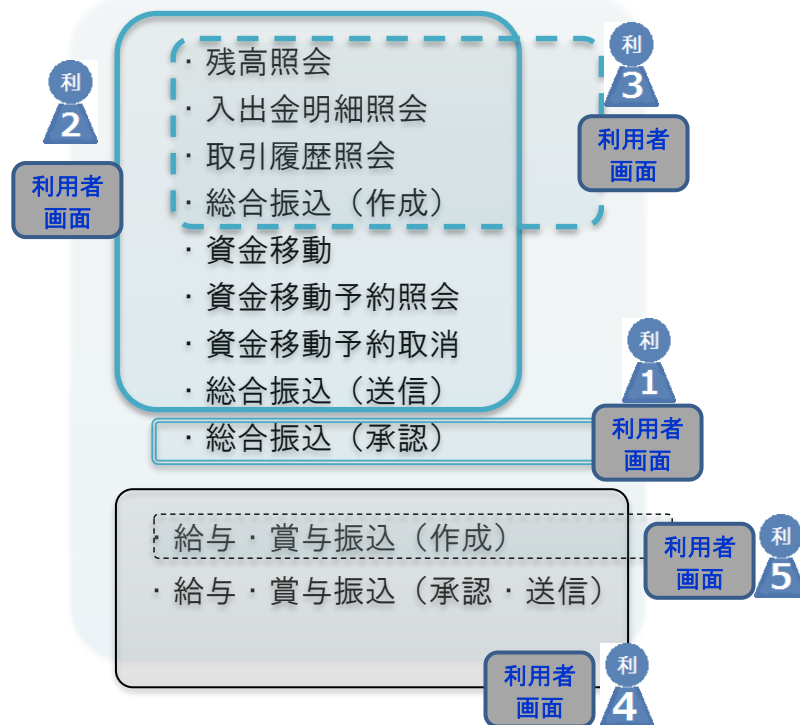 ・残高照会
・入出金明細照会
・取引履歴照会
・総合振込（作成）
・資金移動
・資金移動予約照会
・資金移動予約取消
・総合振込（送信）
・総合振込（承認）
・給与・賞与振込（作成）
・給与・賞与振込（承認・送信）
利
2
利用者
画面
利
3
利用者
画面
利
1
利用者
画面
利用者
画面
利
5
利用者
画面
利
4